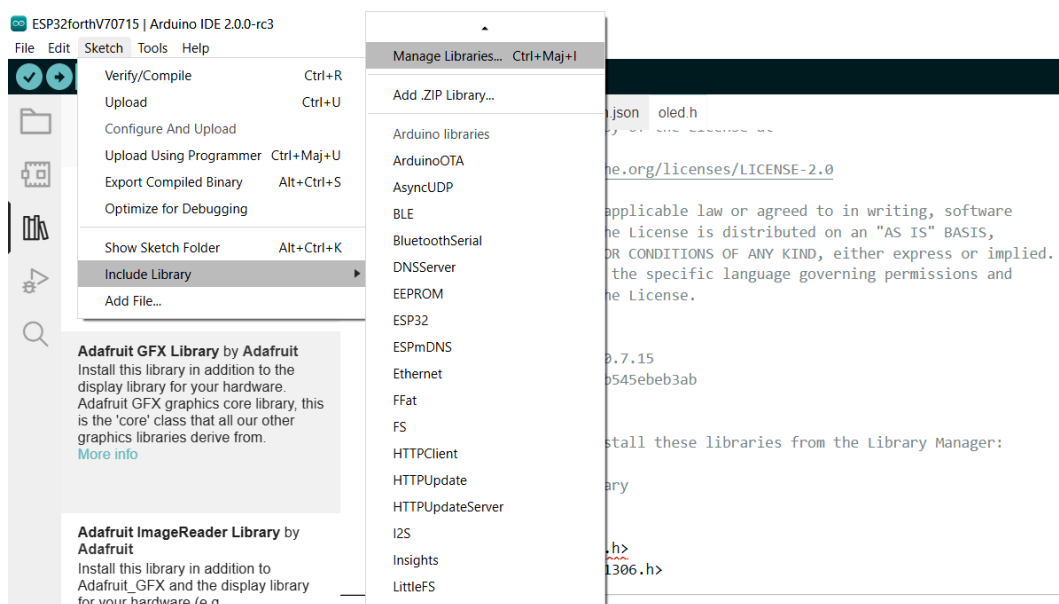 ESP32forthV70715 | Arduino IDE 2.0.0-rc3
File Edit Sketch Tools Help
Verify/Compile Ctrl+R
Upload Ctrl+U
Configure And Upload
Upload Using Programmer Ctrl+Maj+U
Export Compiled Binary Alt+Ctrl+S
Optimize for Debugging
Show Sketch Folder Alt+Ctrl+K
Include Library
Add File...
Manage Libraries... Ctrl+Maj+I
Add .ZIP Library...
Arduino libraries
ArduinoOTA
AsyncUDP
BLE
BluetoothSerial
DNSServer
EEPROM
ESP32
ESPmDNS
Ethernet
FFat
FS
HTTPClient
HTTPUpdate
HTTPUpdateServer
I2S
Insights
LittleFS
Adafruit GFX Library by Adafruit
Install this library in addition to the
display library for your hardware.
Adafruit GFX graphics core library, this
is the 'core' class that all our other
graphics libraries derive from.
More info
Adafruit ImageReader Library by
Adafruit
Install this library in addition to
Adafruit_GFX and the display library
for your hardware (e.g.
.json oled.h
of the License at
he.org/licenses/LICENSE-2.0
applicable law or agreed to in writing, software
he License is distributed on an "AS IS" BASIS,
OR CONDITIONS OF ANY KIND, either express or implied.
the specific language governing permissions and
he License.
0.7.15
b545ebeb3ab
stall these libraries from the Library Manager:
ary
.h>
1306.h>